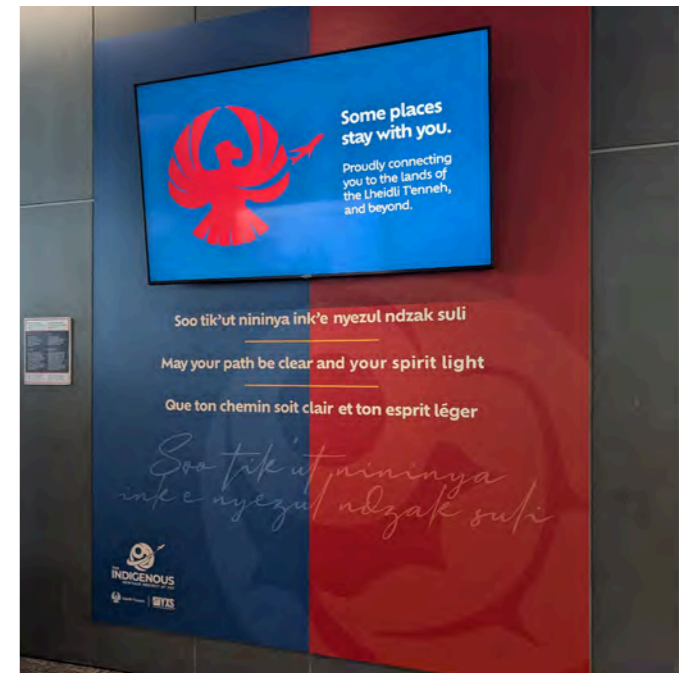 Some places
stay with you.
Proudly connecting
you to the lands of
the Lheidli T'enneh,
and beyond.
Soo tik'ut nininya ink'e nyezul ndzak suli
May your path be clear and your spirit light
Que ton chemin soit clair et ton esprit léger
Soo tik'ut nininya
ink'e nyezul ndzak suli
INDIGENOUS
YXS